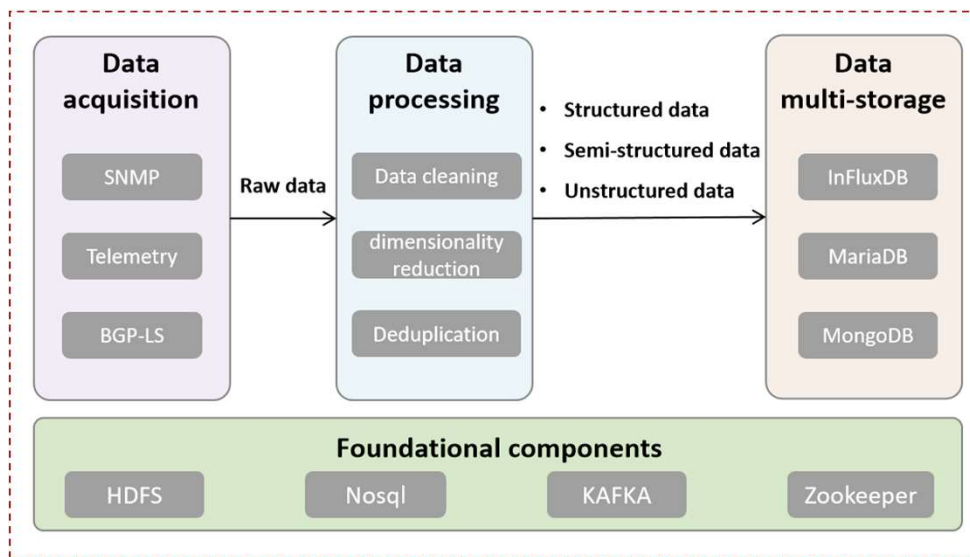 Data
acquisition
SNMP
Telemetry
BGP-LS
Raw data
Data
processing
Data cleaning
dimensionality
reduction
Deduplication
• Structured data
• Semi-structured data
• Unstructured data
Data
multi-storage
InFluxDB
MariaDB
MongoDB
Foundational components
HDFS
Nosql
KAFKA
Zookeeper